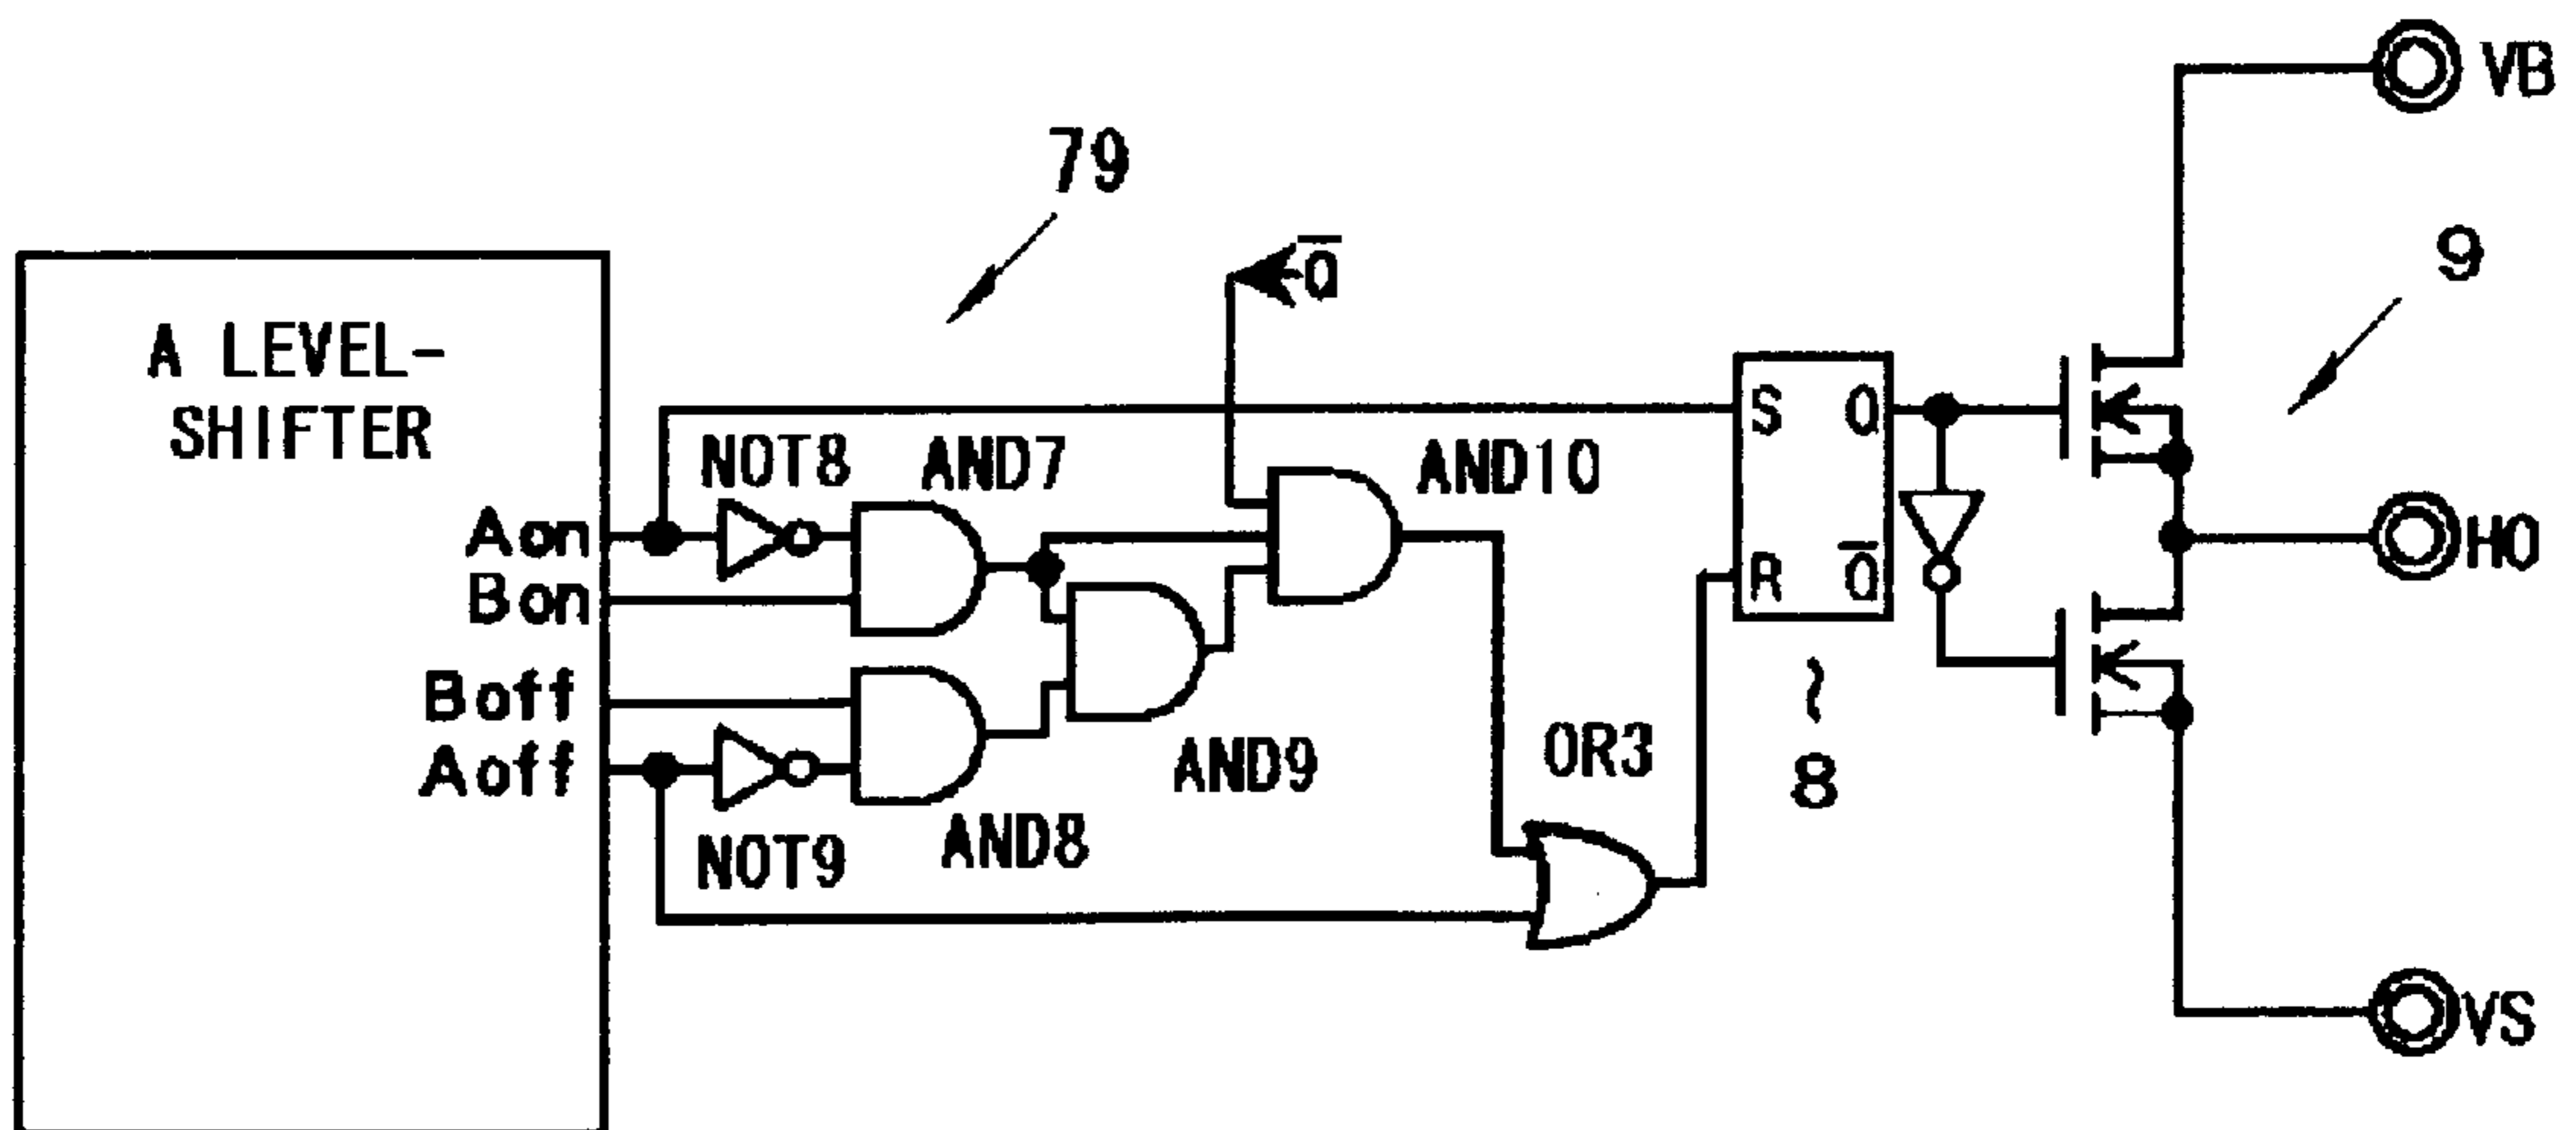 VB
79
9
Q̅
A LEVEL-
SHIFTER
S
Q
NOT8
AND7
AND10
Aon
HO
Bon
R
Q̅
Boff
Aoff
AND9
OR3
8
NOT9
AND8
VS